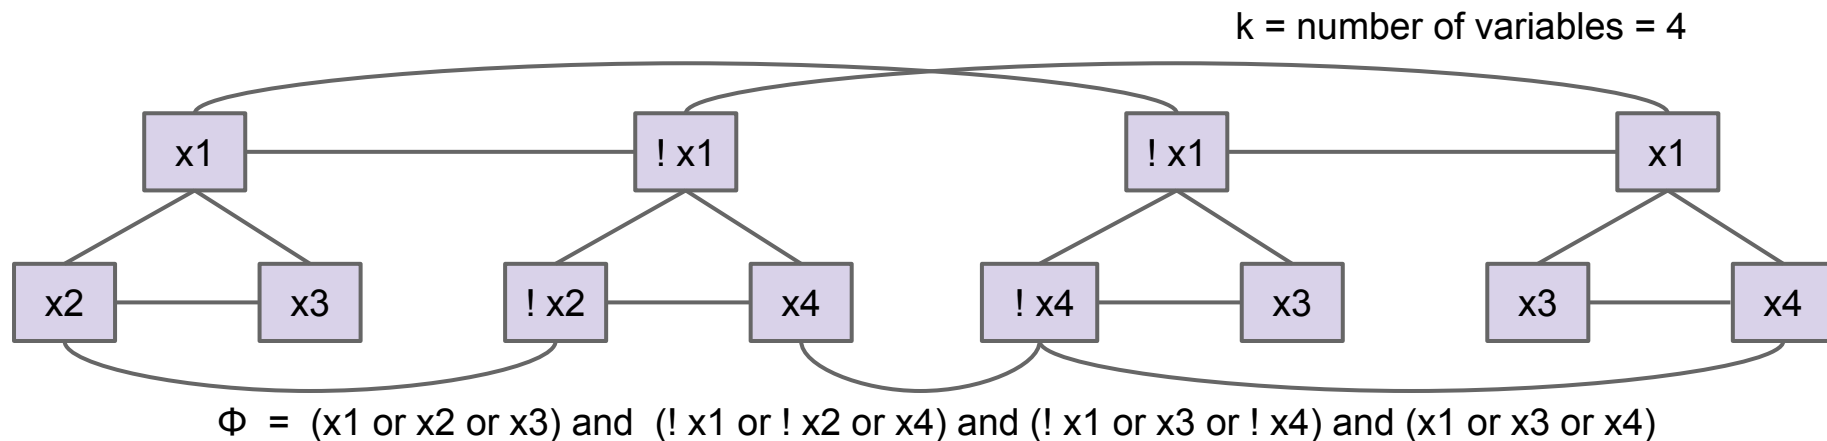 k = number of variables = 4
x1 ! x1 ! x1 x1
x2 x3 ! x2 x4 ! x4 x3 x3 x4
Φ = (x1 or x2 or x3) and (! x1 or ! x2 or x4) and (! x1 or x3 or ! x4) and (x1 or x3 or x4)